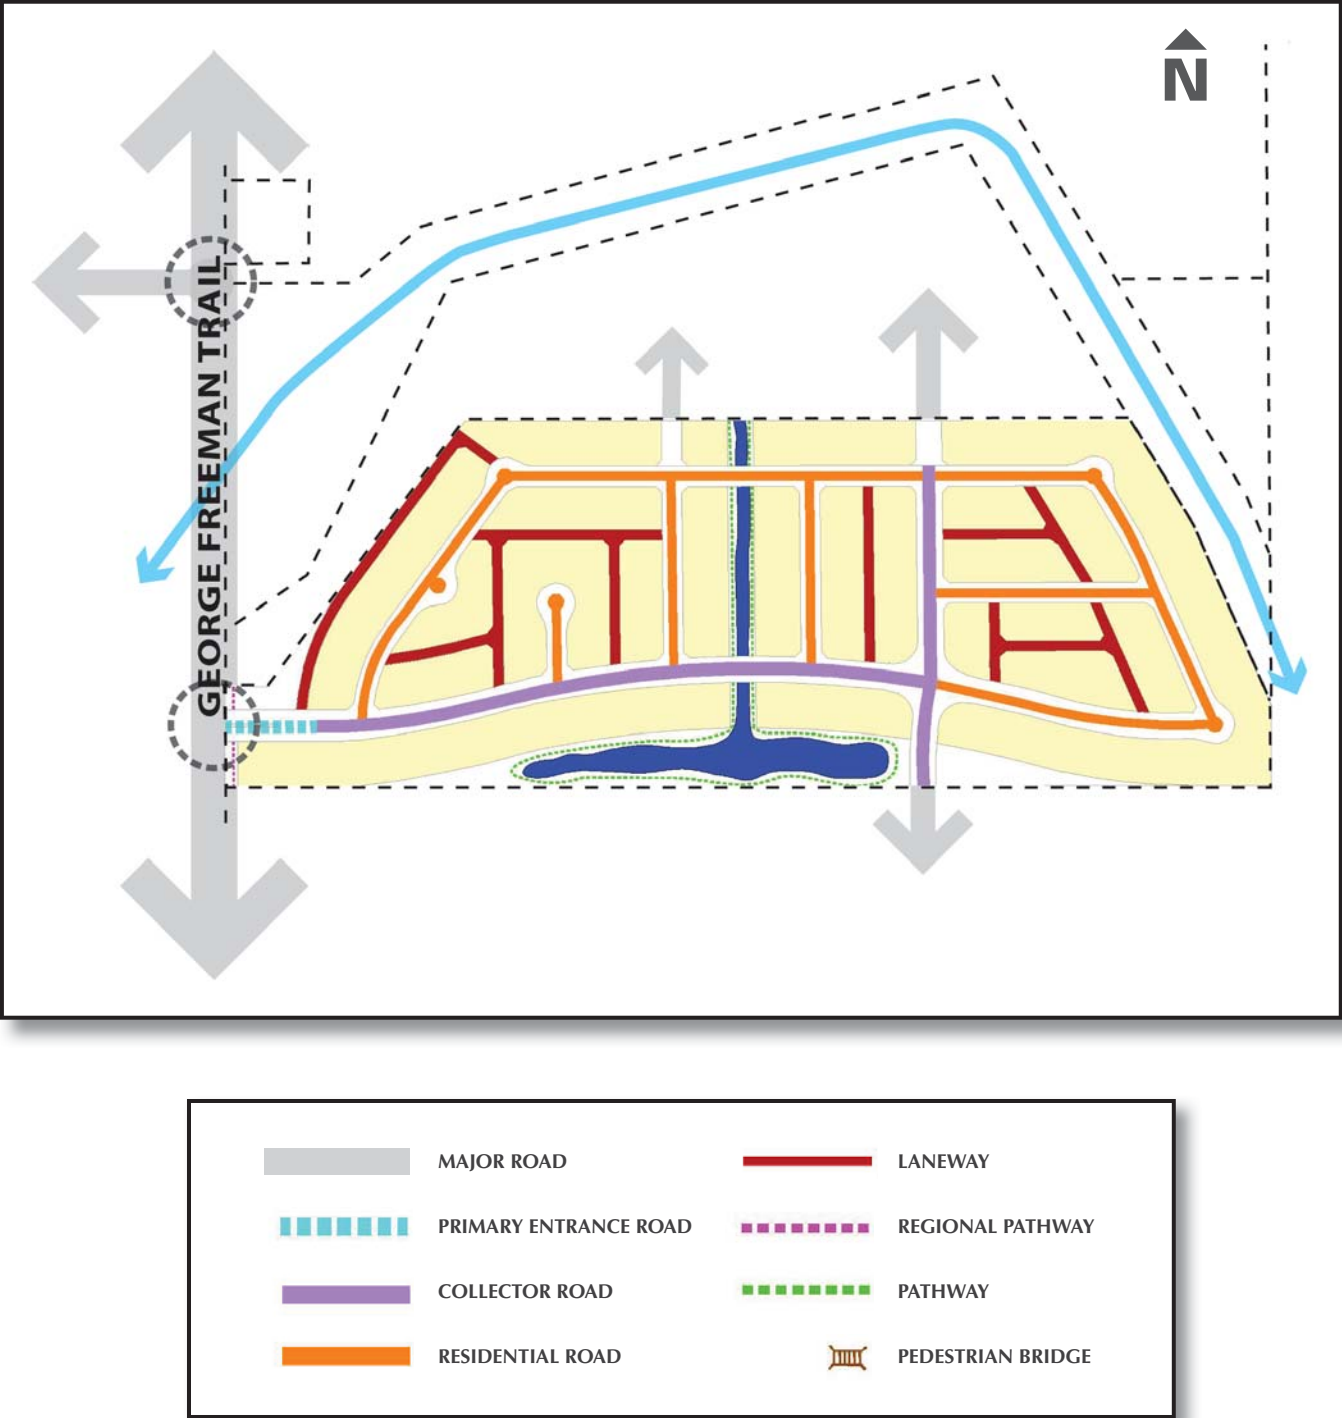 N
GEORGE FREEMAN TRAIL
MAJOR ROAD
PRIMARY ENTRANCE ROAD
COLLECTOR ROAD
RESIDENTIAL ROAD
LANEWAY
REGIONAL PATHWAY
PATHWAY
PEDESTRIAN BRIDGE